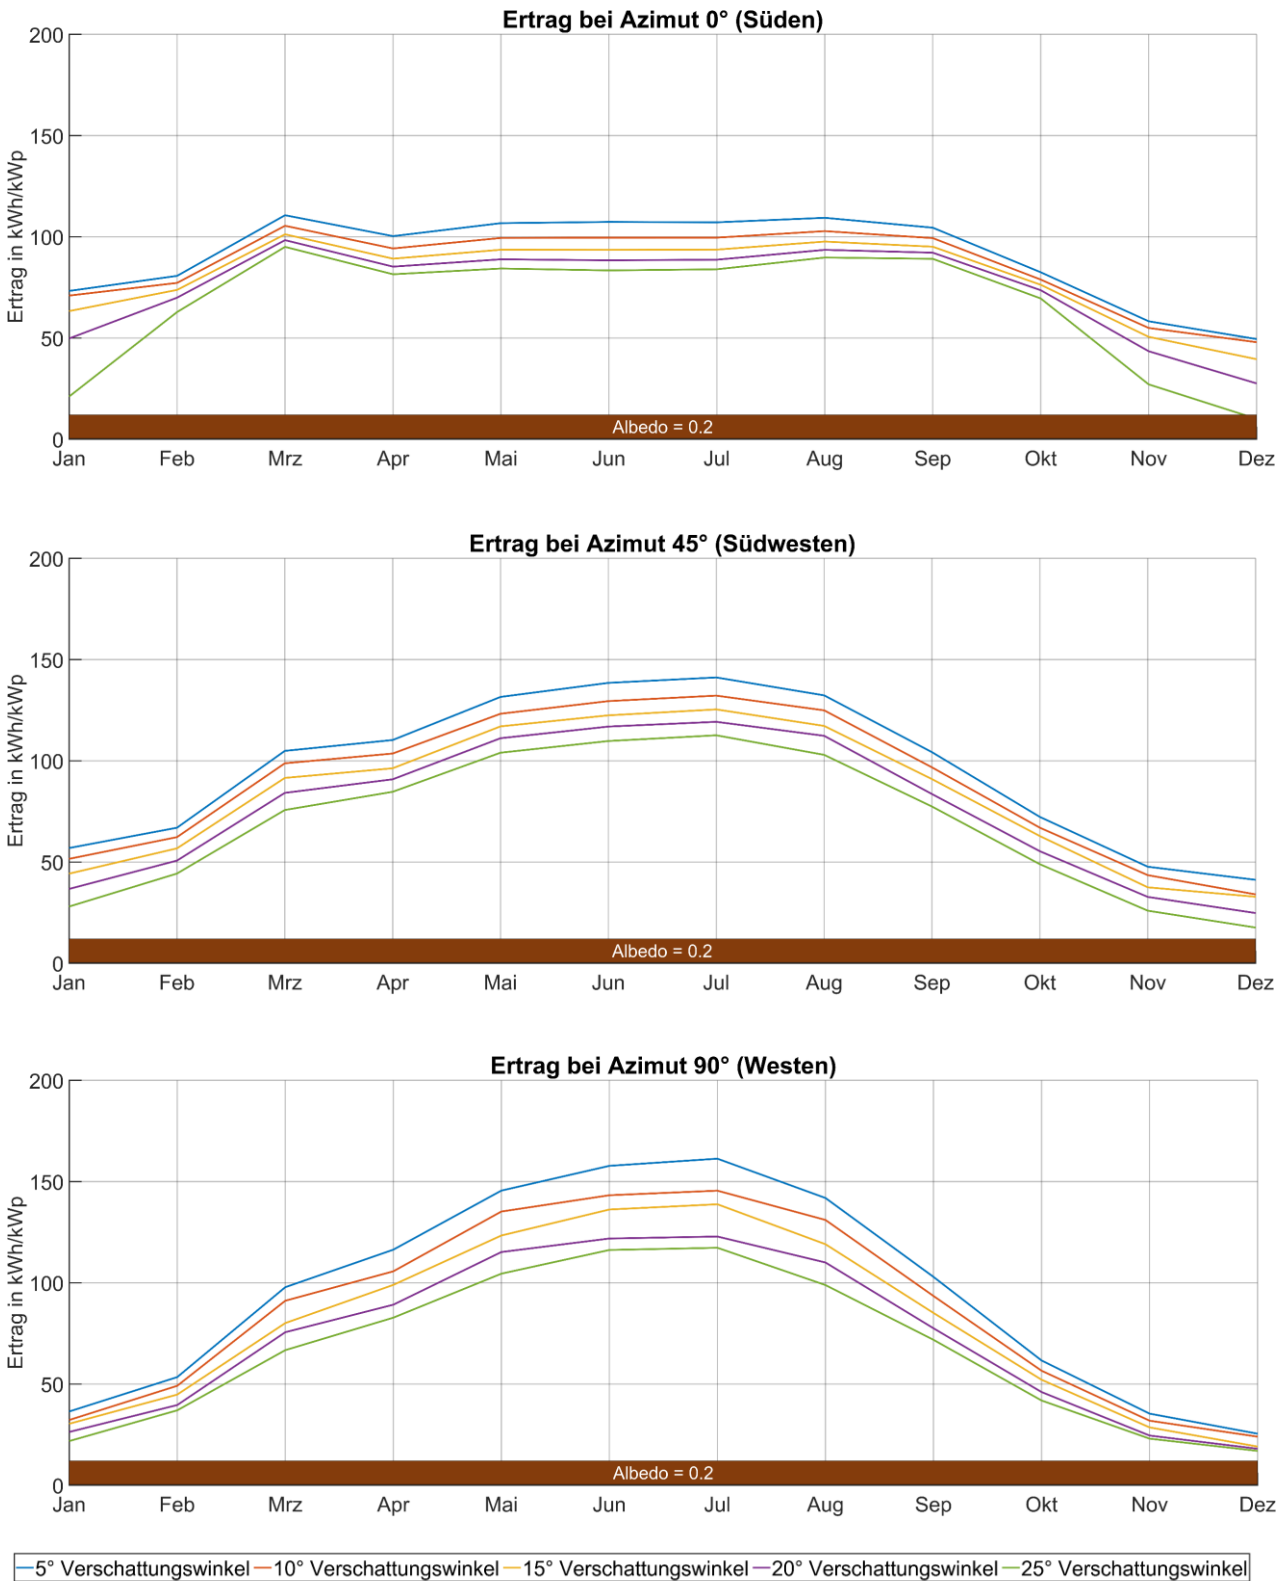 Ertrag bei Azimut 0° (Süden)
Ertrag in kWh/kWp
200
150
100
50
0
Albedo = 0.2
Jan Feb Mrz Apr Mai Jun Jul Aug Sep Okt Nov Dez
Ertrag bei Azimut 45° (Südwesten)
Ertrag in kWh/kWp
200
150
100
50
0
Albedo = 0.2
Jan Feb Mrz Apr Mai Jun Jul Aug Sep Okt Nov Dez
Ertrag bei Azimut 90° (Westen)
Ertrag in kWh/kWp
200
150
100
50
0
Albedo = 0.2
Jan Feb Mrz Apr Mai Jun Jul Aug Sep Okt Nov Dez
5° Verschattungswinkel 10° Verschattungswinkel 15° Verschattungswinkel 20° Verschattungswinkel 25° Verschattungswinkel